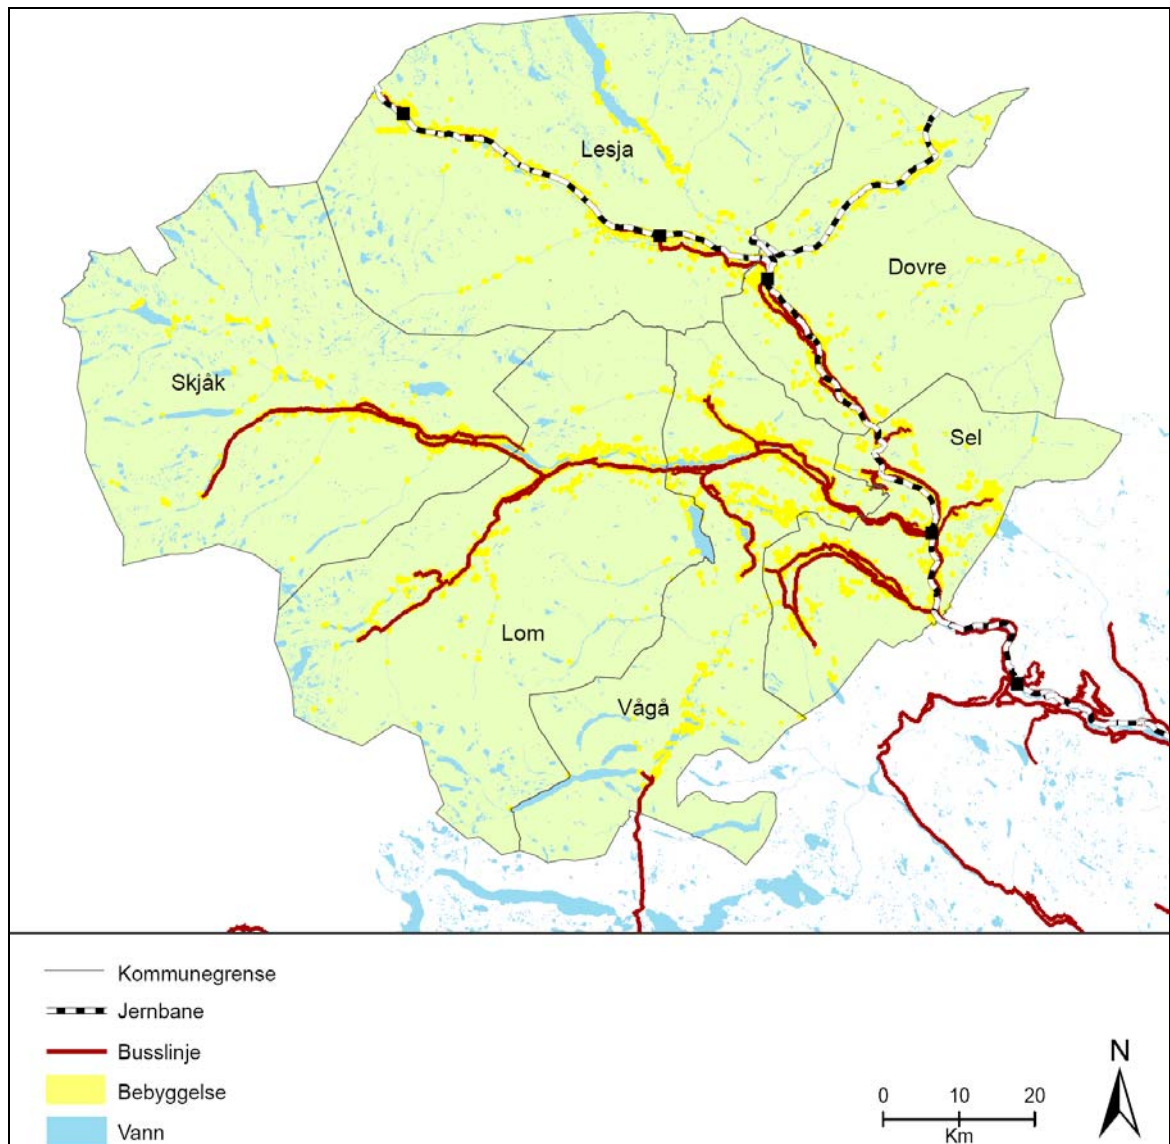 Lesja
Dovre
Skjåk
Sel
Lom
Vågå
Kommunegrense
Jernbane
Busslinje
Bebyggelse
Vann
N
0 10 20
Km